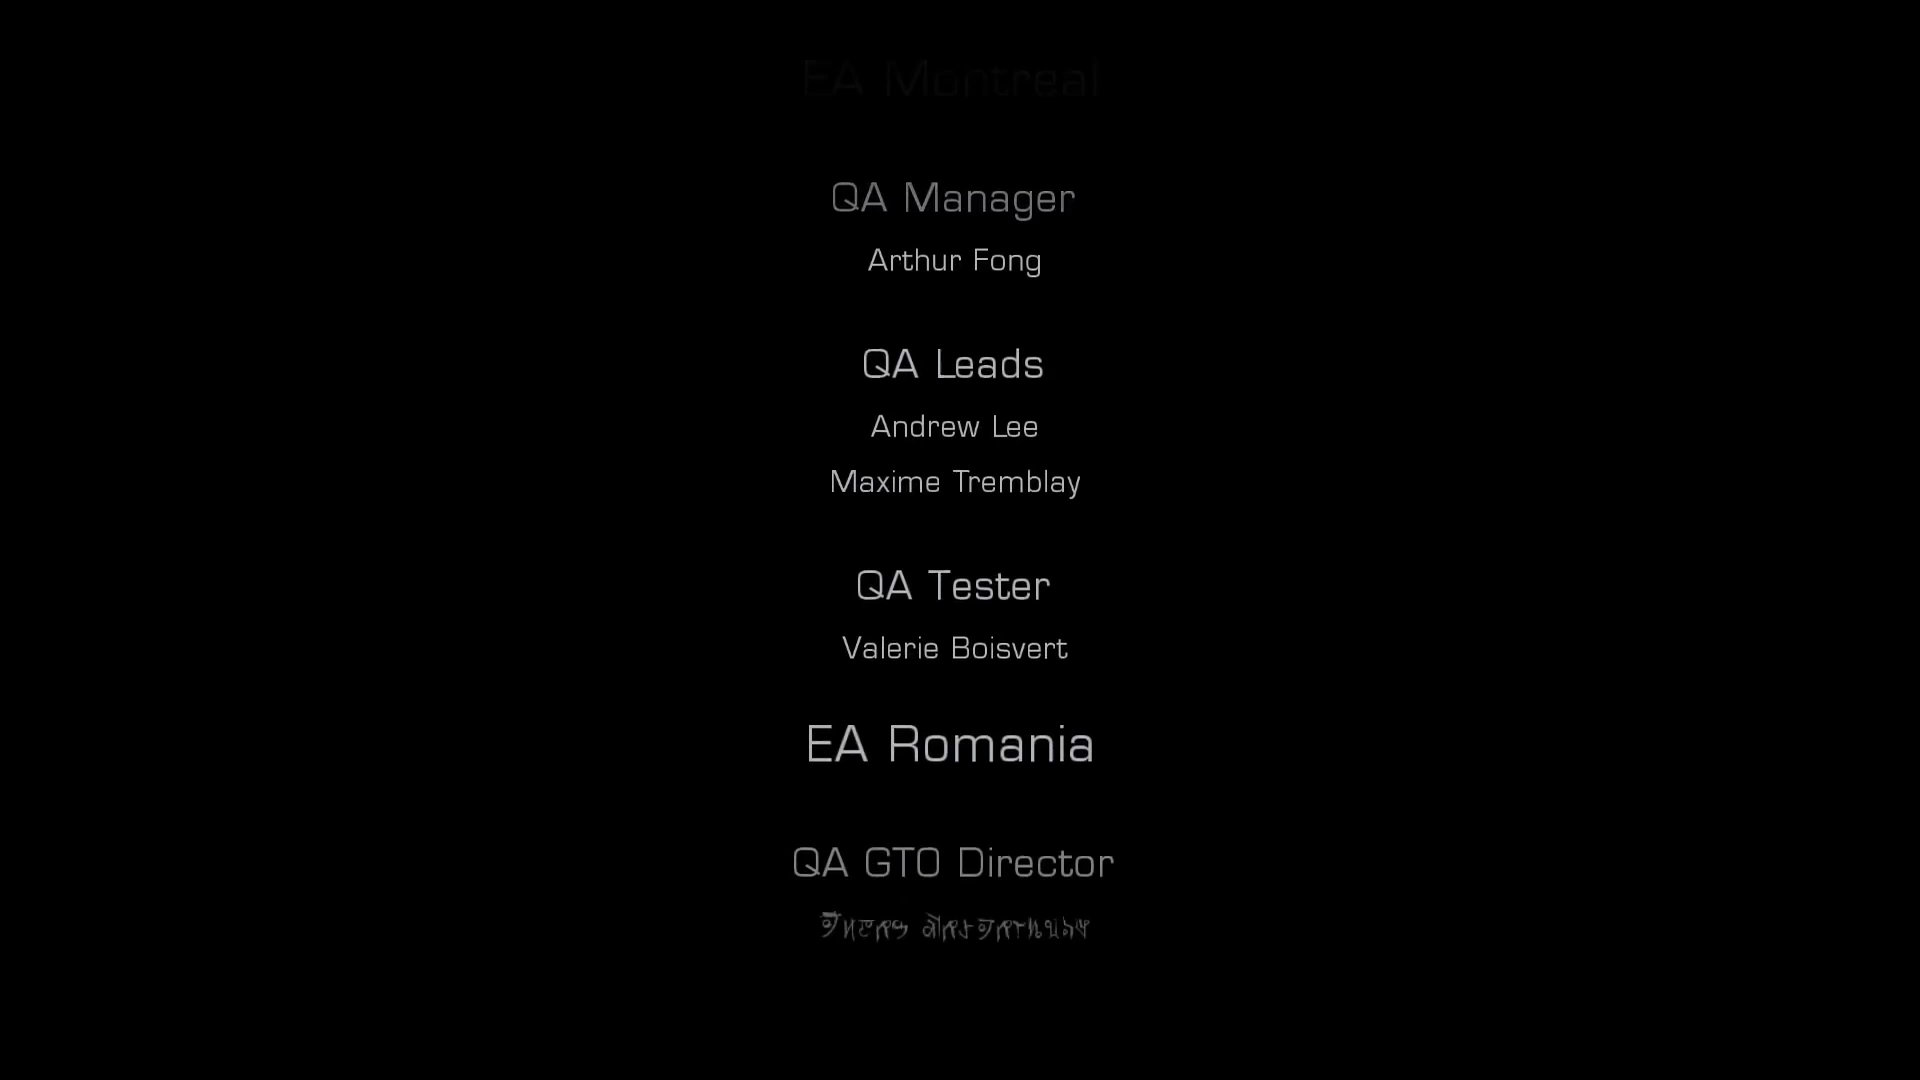 EA Montreal
QA Manager
Arthur Fong
QA Leads
Andrew Lee
Maxime Tremblay
QA Tester
Valerie Boisvert
EA Romania
QA GTO Director